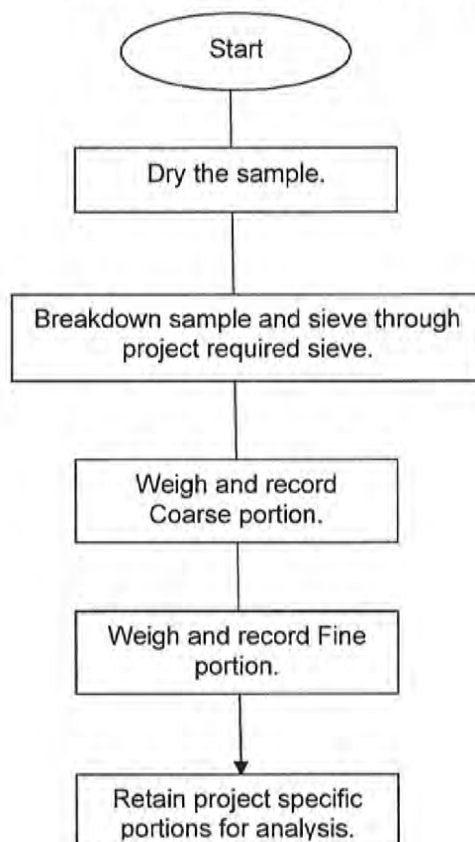 Start
Dry the sample.
Breakdown sample and sieve through
project required sieve.
Weigh and record
Coarse portion.
Weigh and record Fine
portion.
Retain project specific
portions for analysis.